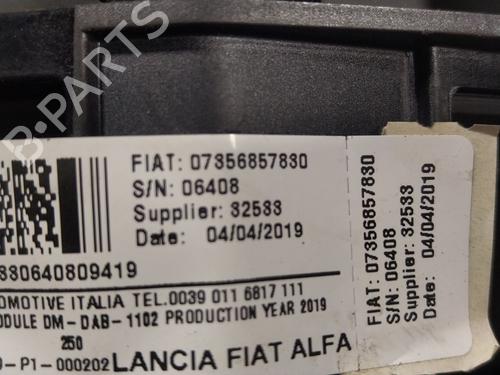 B-PARTS
FIAT: 07356857830
S/N: 06408
Supplier: 32533
Date: 04/04/2019
330640809419
OMOTIVE ITALIA TEL.0039 011 6817 111
ODULE DM-DAB-1102 PRODUCTION YEAR 2019
250
-P1-000202
LANCIA FIAT ALFA
FIAT: 07356857830
S/N: 06408
Supplier: 32533
Date: 04/04/2019